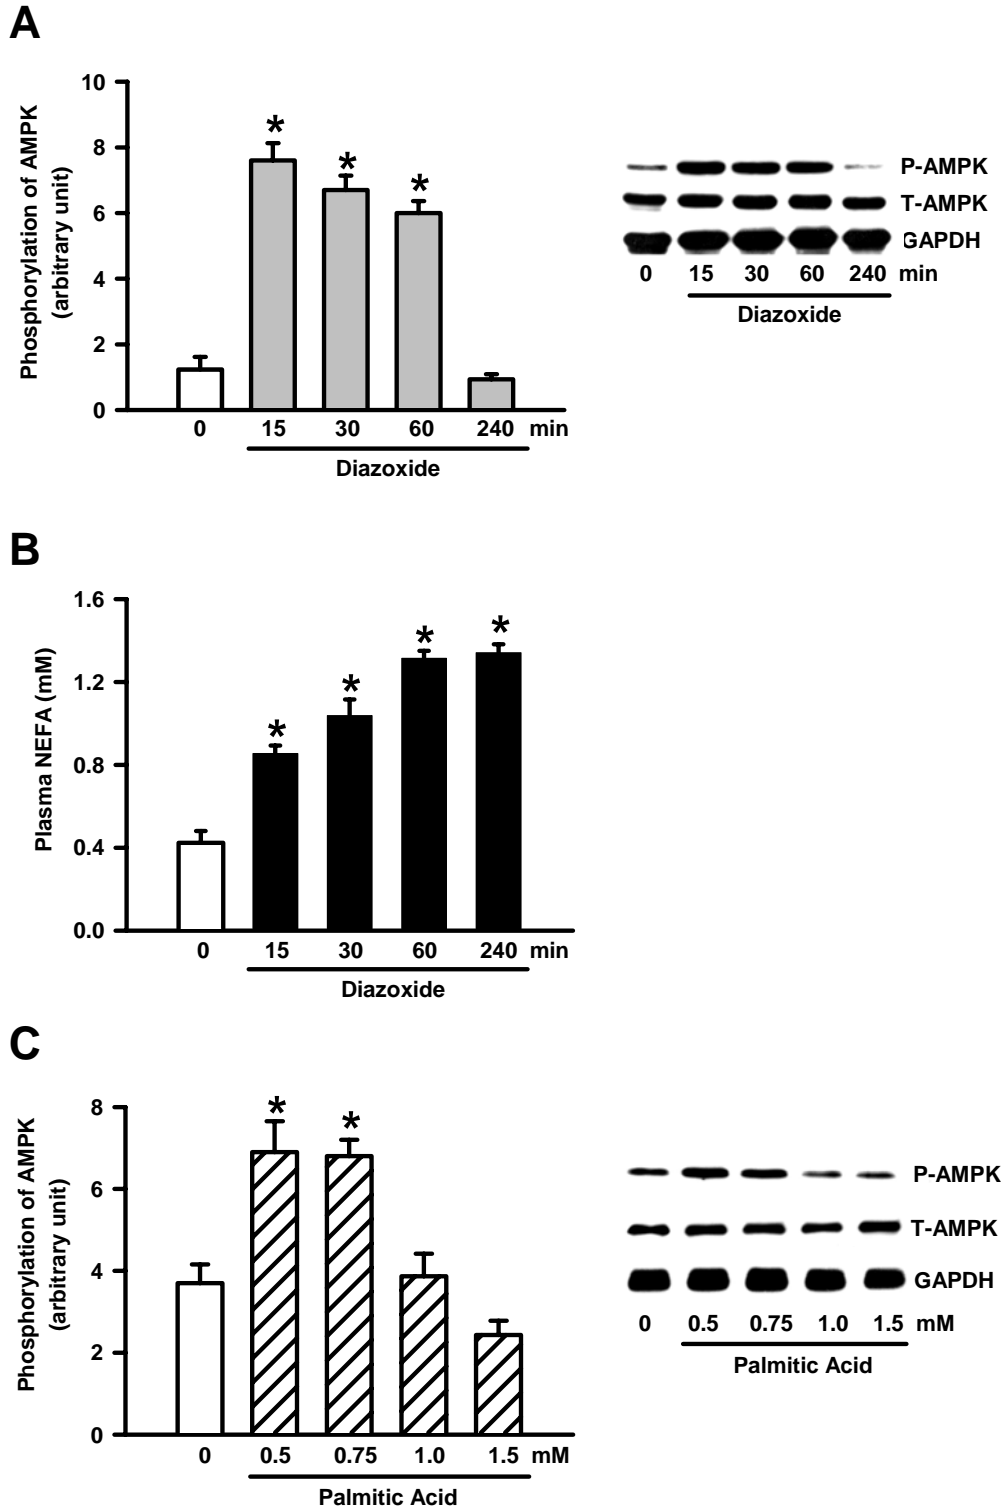 A
Phosphorylation of AMPK
(arbitrary unit)
10
8
6
4
2
0
* * *
0 15 30 60 240 min
Diazoxide
P-AMPK
T-AMPK
GAPDH
0 15 30 60 240 min
Diazoxide
B
Plasma NEFA (mM)
1.6
1.2
0.8
0.4
0.0
* * * *
0 15 30 60 240 min
Diazoxide
C
Phosphorylation of AMPK
(arbitrary unit)
8
6
4
2
0
* *
0 0.5 0.75 1.0 1.5 mM
Palmitic Acid
P-AMPK
T-AMPK
GAPDH
0 0.5 0.75 1.0 1.5 mM
Palmitic Acid